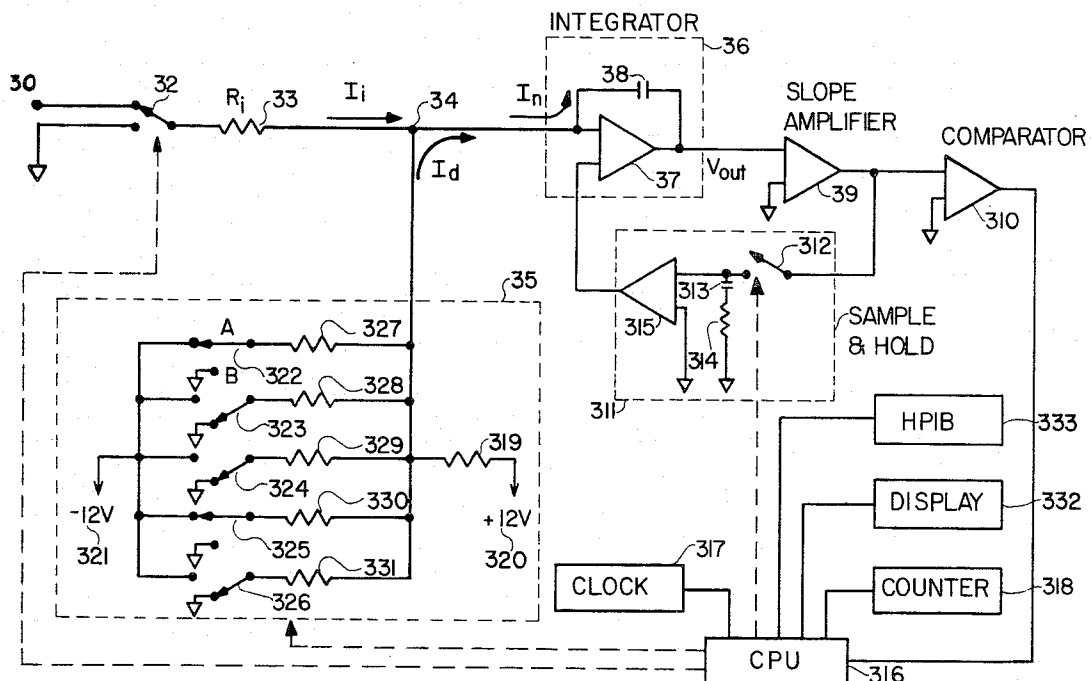 INTEGRATOR
36
30
32
Ri
33
Ii
34
In
38
SLOPE
AMPLIFIER
COMPARATOR
Id
37
Vout
39
310
312
35
313
315
314
SAMPLE
& HOLD
311
A
327
322
B
328
323
329
319
324
-12V
321
330
325
+12V
320
331
326
HPIB
333
DISPLAY
332
317
CLOCK
COUNTER
318
CPU
316